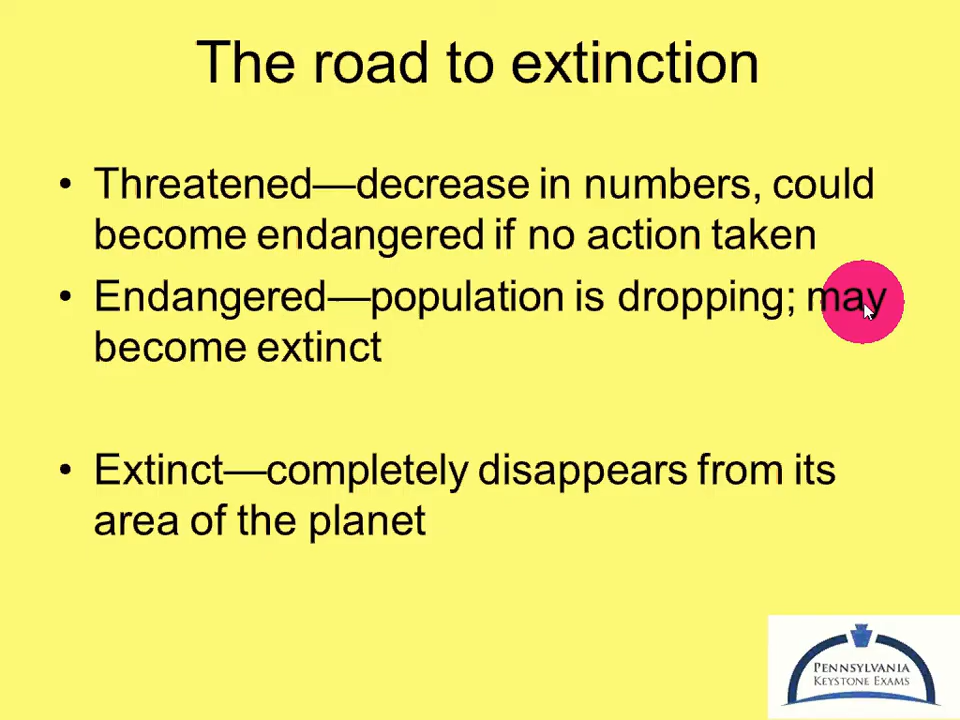 The road to extinction
• Threatened—decrease in numbers, could
become endangered if no action taken
• Endangered—population is dropping; may
become extinct
• Extinct—completely disappears from its
area of the planet
PENNSYLVANIA
KEYSTONE EXAMS